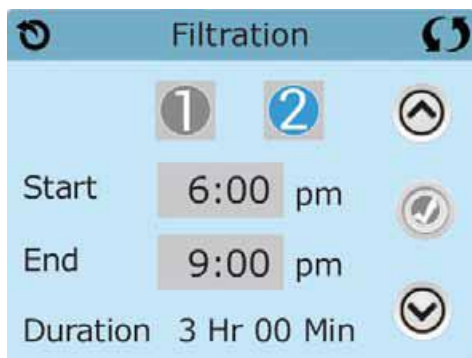 Filtration
1 2
Start 6:00 pm
End 9:00 pm
Duration 3 Hr 00 Min